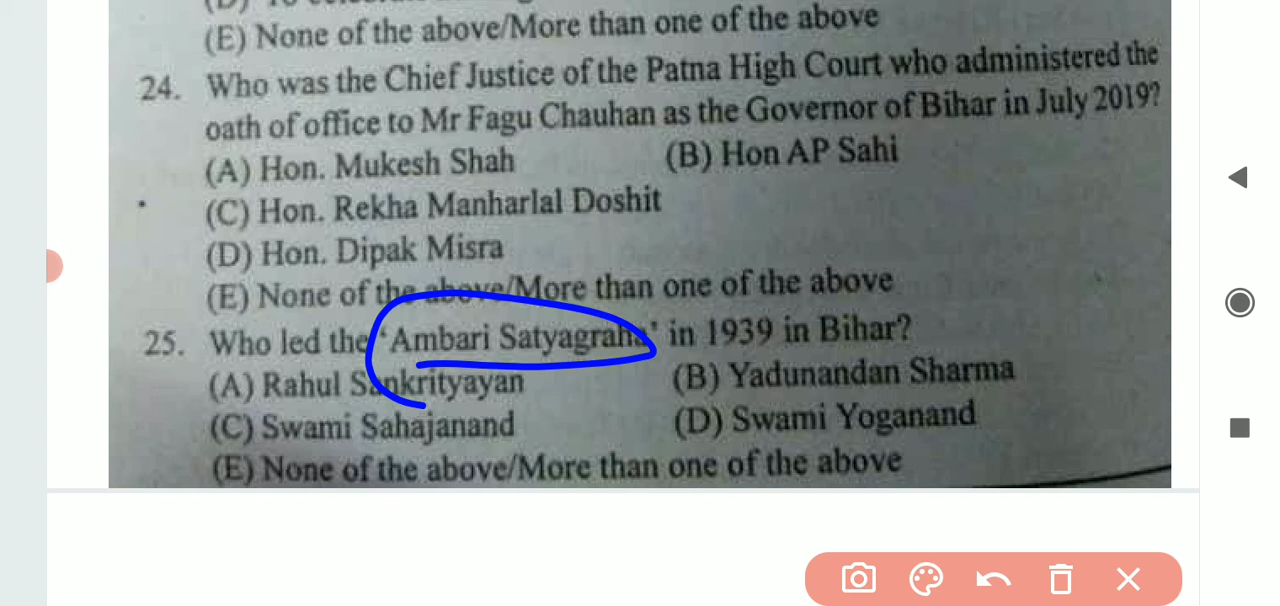 (E) None of the above/More than one of the above
24. Who was the Chief Justice of the Patna High Court who administered the
oath of office to Mr Fagu Chauhan as the Governor of Bihar in July 2019?
(A) Hon. Mukesh Shah (B) Hon AP Sahi
(C) Hon. Rekha Manharlal Doshit
(D) Hon. Dipak Misra
(E) None of the above/More than one of the above
25. Who led the 'Ambari Satyagraha' in 1939 in Bihar?
(A) Rahul Sankrityayan (B) Yadunandan Sharma
(C) Swami Sahajanand (D) Swami Yoganand
(E) None of the above/More than one of the above